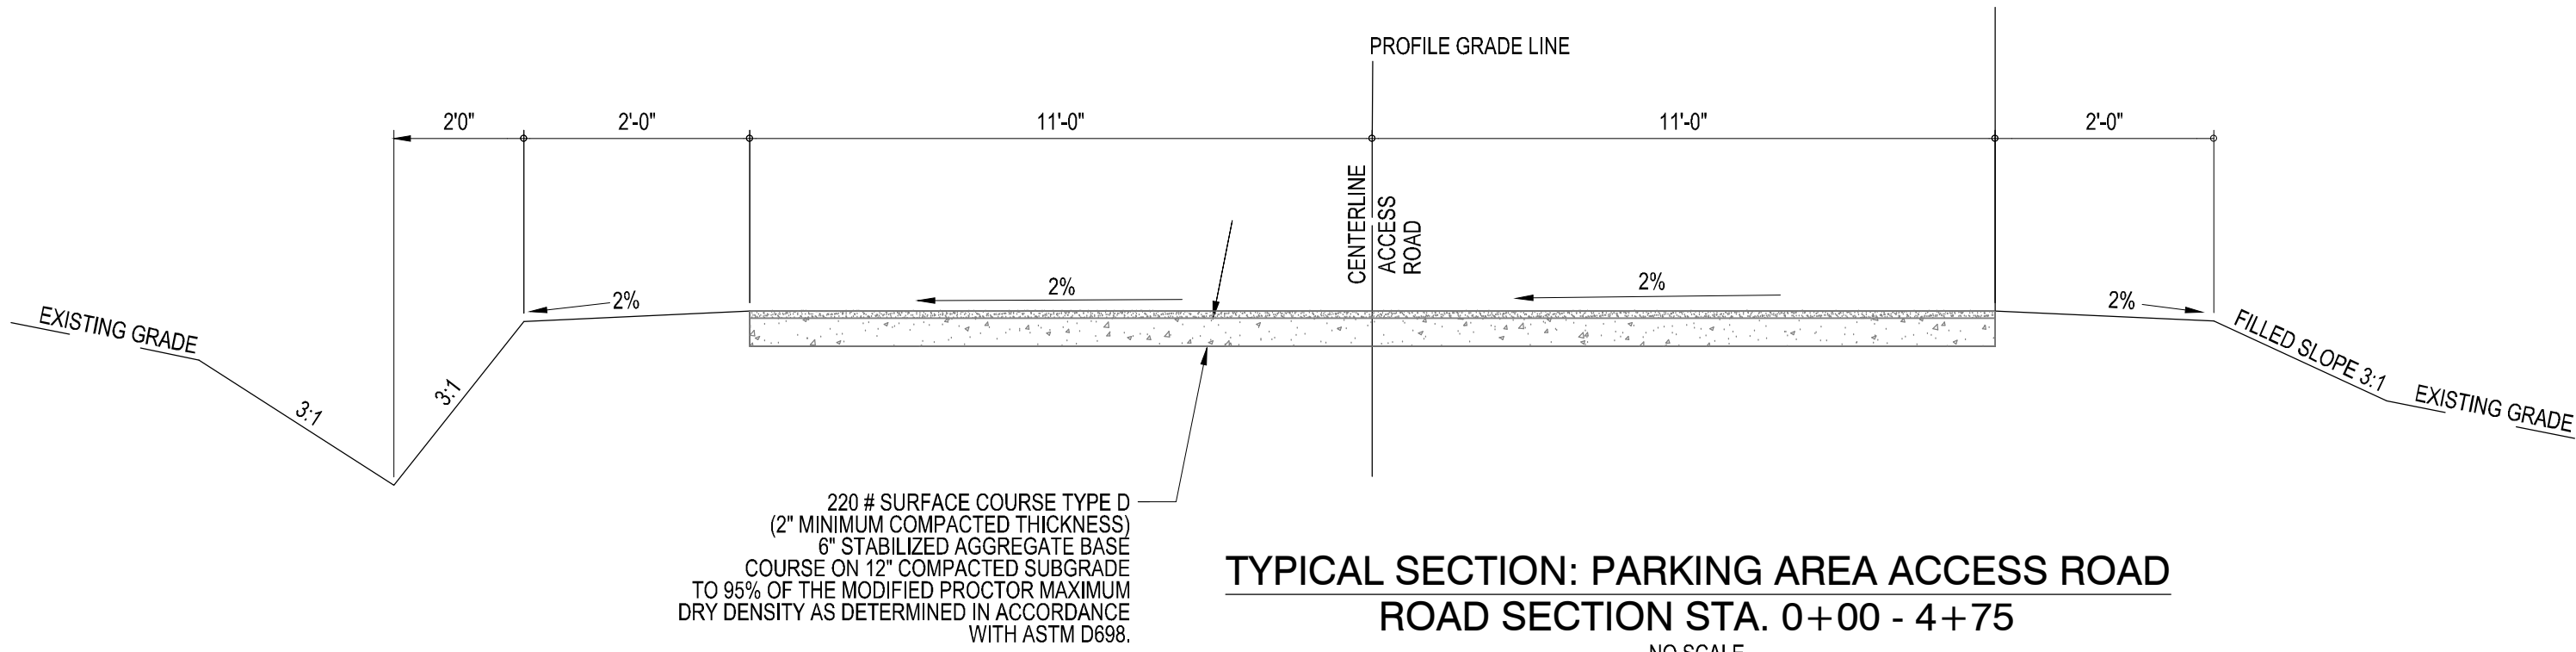 PROFILE GRADE LINE
2'0"
2'-0"
11'-0"
11'-0"
2'-0"
CENTERLINE
ACCESS
ROAD
2%
2%
2%
2%
EXISTING GRADE
3:1
3:1
FILLED SLOPE 3:1
EXISTING GRADE
220 # SURFACE COURSE TYPE D
(2" MINIMUM COMPACTED THICKNESS)
6" STABILIZED AGGREGATE BASE
COURSE ON 12" COMPACTED SUBGRADE
TO 95% OF THE MODIFIED PROCTOR MAXIMUM
DRY DENSITY AS DETERMINED IN ACCORDANCE
WITH ASTM D698.
TYPICAL SECTION: PARKING AREA ACCESS ROAD
ROAD SECTION STA. 0+00 - 4+75
NO SCALE